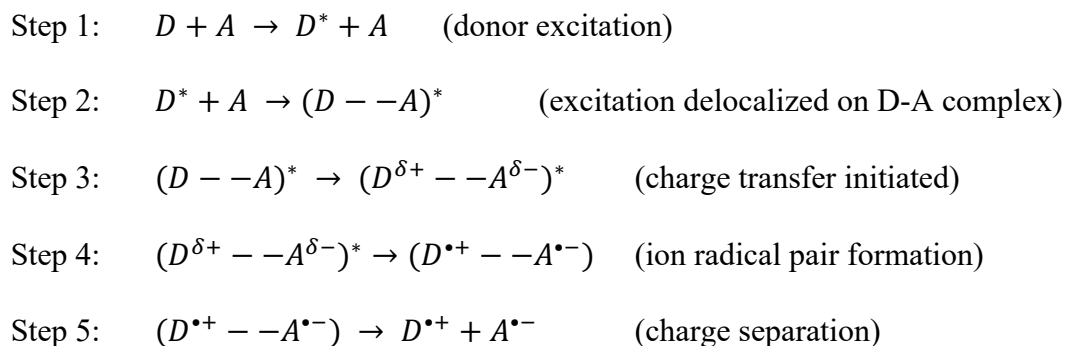 Step 1: D + A → D* + A (donor excitation)
Step 2: D* + A → (D − −A)* (excitation delocalized on D-A complex)
Step 3: (D − −A)* → (D^δ+ − −A^δ−)* (charge transfer initiated)
Step 4: (D^δ+ − −A^δ−)* → (D^•+ − −A^•−) (ion radical pair formation)
Step 5: (D^•+ − −A^•−) → D^•+ + A^•− (charge separation)